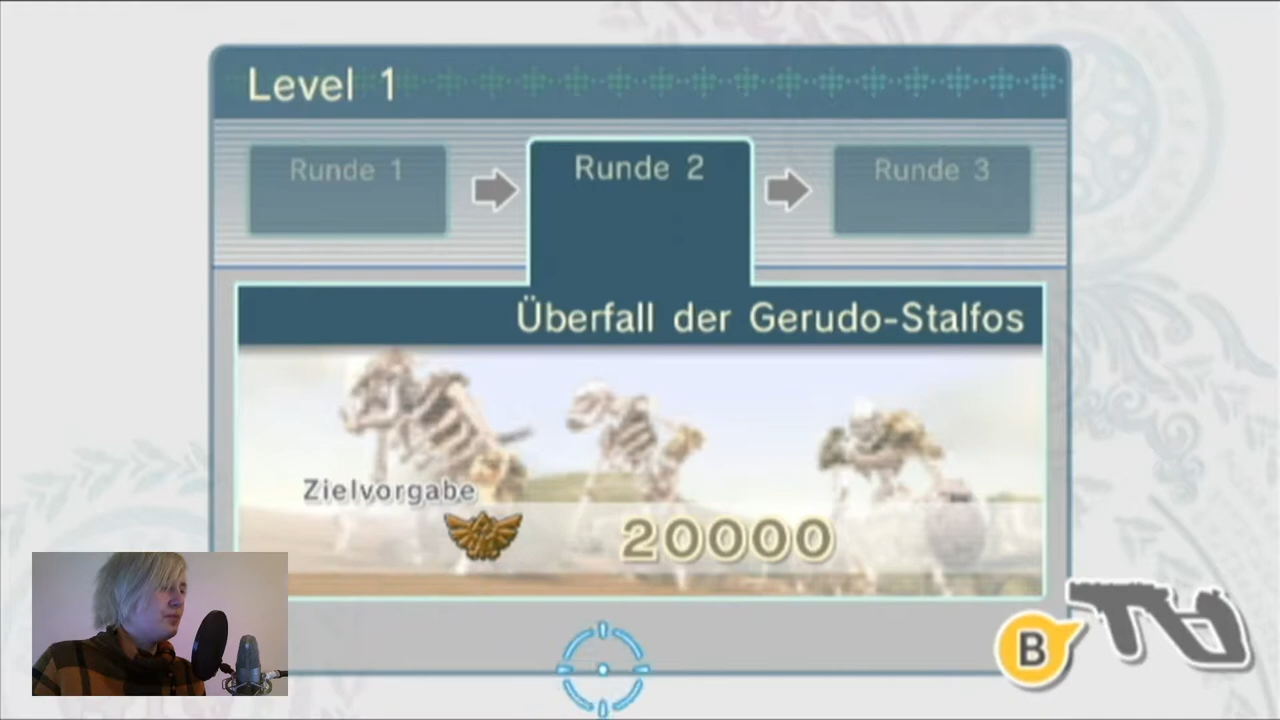 Level 1
Runde 1
Runde 2
Runde 3
Überfall der Gerudo-Stalfos
Zielvorgabe
20000
B